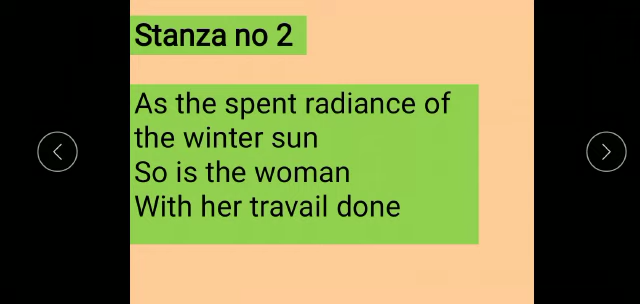 Stanza no 2
As the spent radiance of
the winter sun
So is the woman
With her travail done